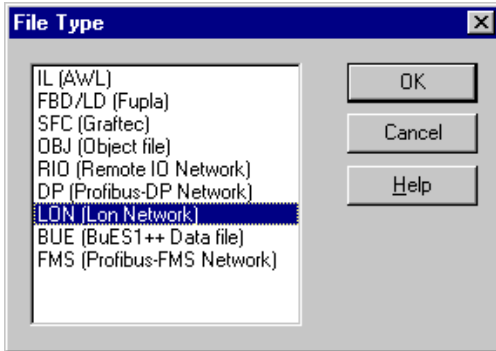 File Type
IL (AWL)
FBD/LD (Fupla)
SFC (Graftec)
OBJ (Object file)
RIO (Remote IO Network)
DP (Profibus-DP Network)
LON (Lon Network)
BUE (BuES1++ Data file)
FMS (Profibus-FMS Network)
OK
Cancel
Help